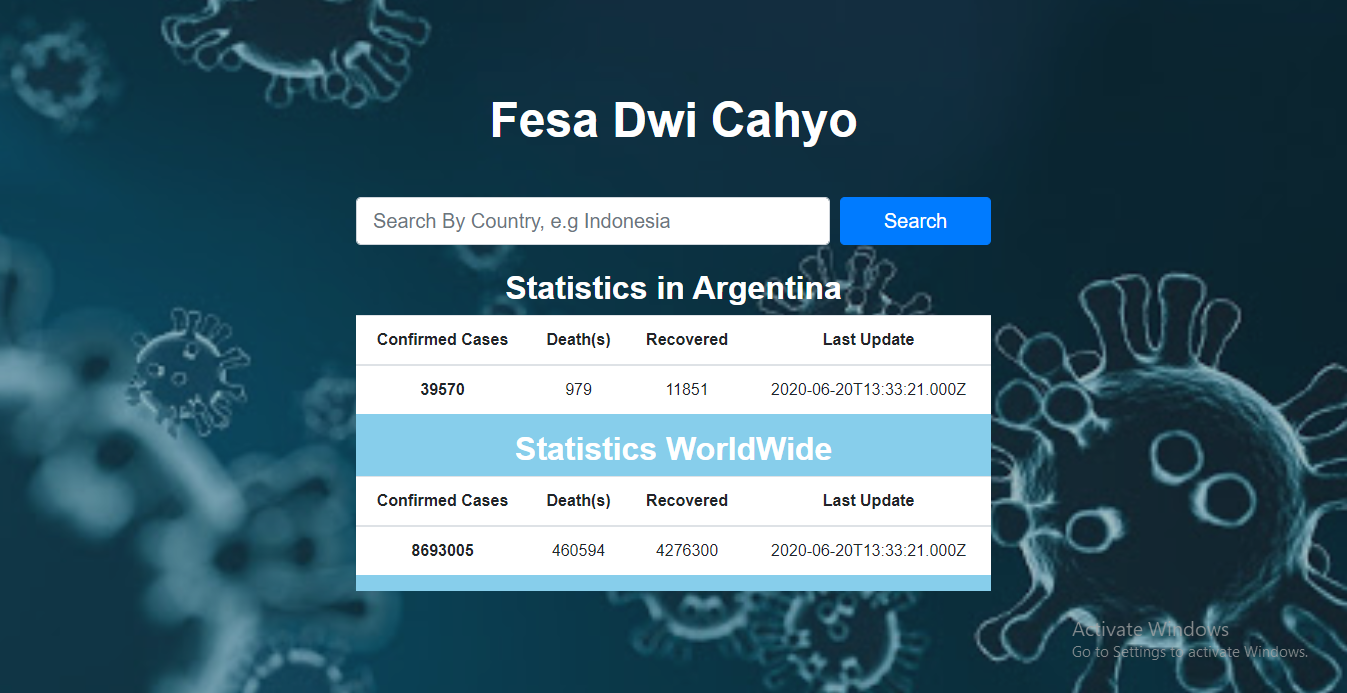 Fesa Dwi Cahyo
Search By Country, e.g Indonesia Search
Statistics in Argentina
Confirmed Cases Death(s) Recovered Last Update
39570 979 11851 2020-06-20T13:33:21.000Z
Statistics WorldWide
Confirmed Cases Death(s) Recovered Last Update
8693005 460594 4276300 2020-06-20T13:33:21.000Z
Activate Windows
Go to Settings to activate Windows.